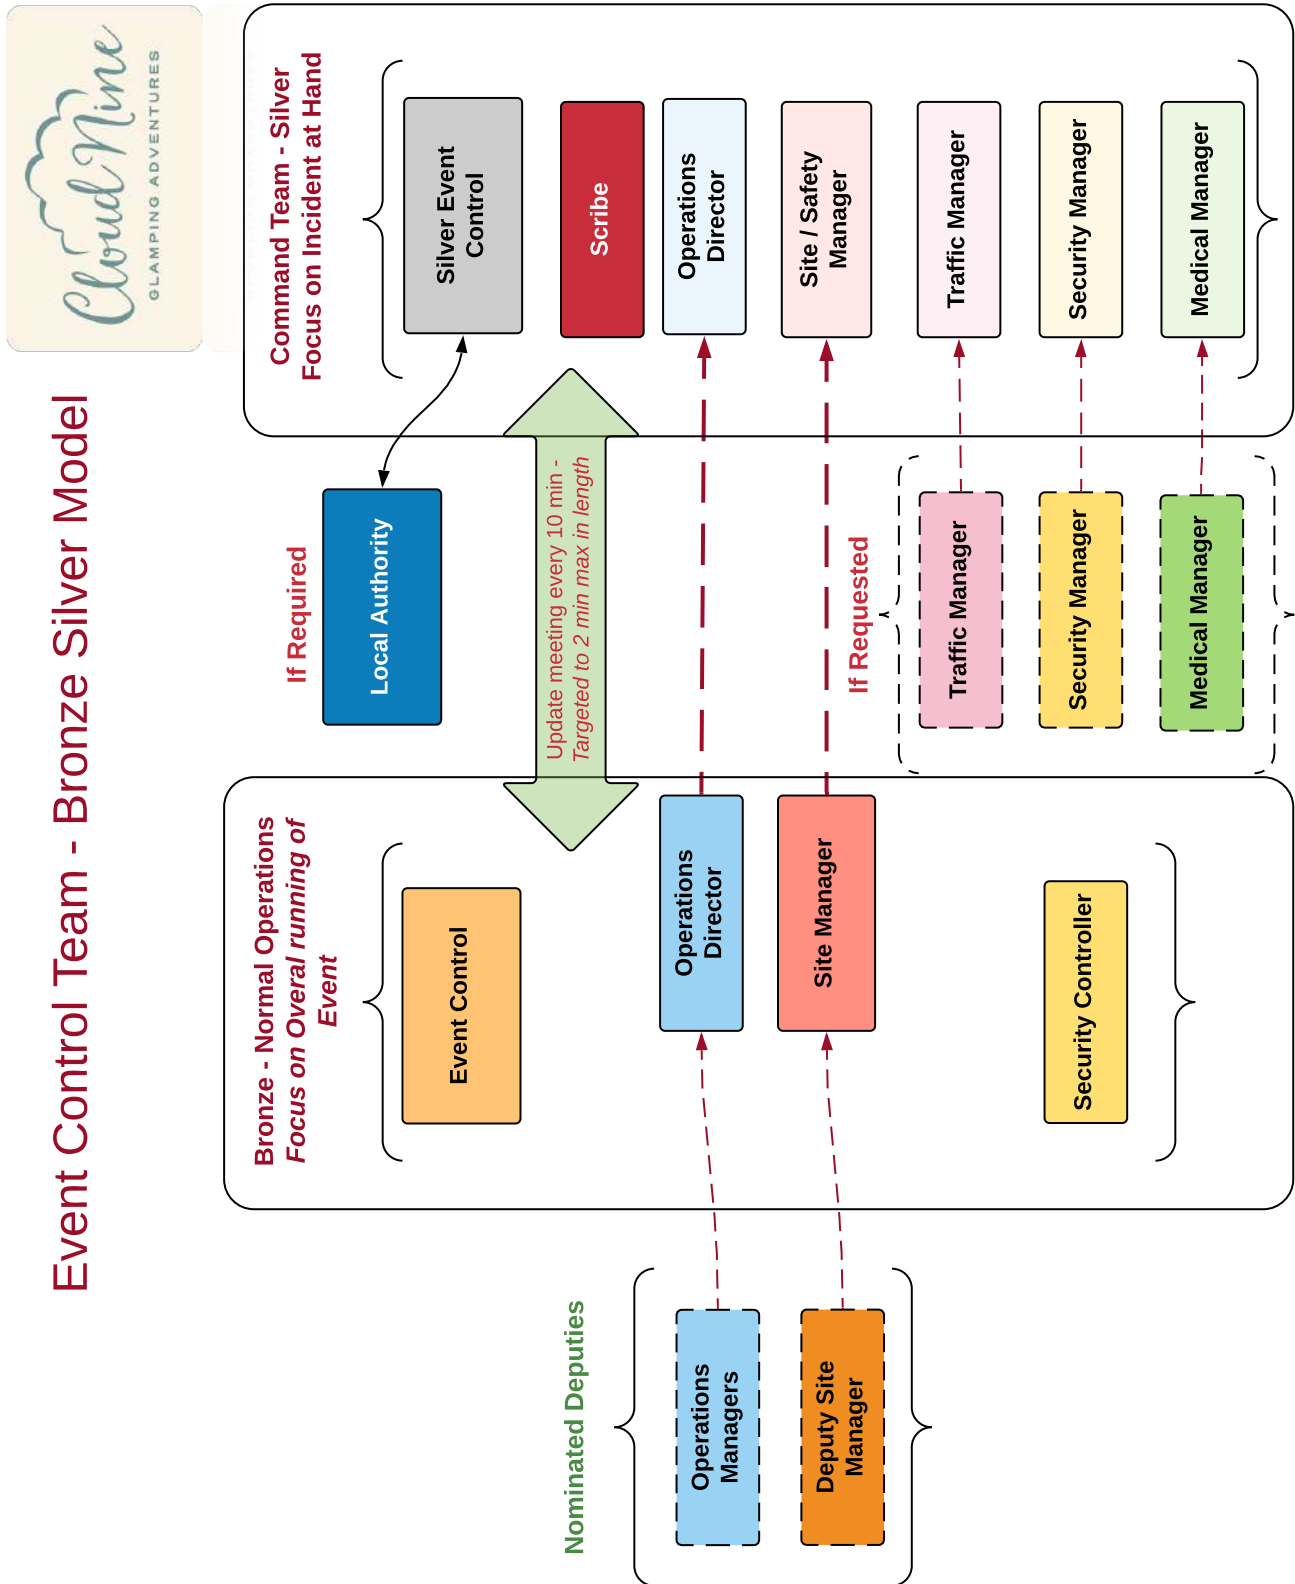 Event Control Team - Bronze Silver Model
Cloud Nine
GLAMPING ADVENTURES
Nominated Deputies
Operations
Managers
Deputy Site
Manager
Bronze - Normal Operations
Focus on Overal running of
Event
Event Control
Operations
Director
Site Manager
Security Controller
If Required
Local Authority
Update meeting every 10 min -
Targeted to 2 min max in length
If Requested
Traffic Manager
Security Manager
Medical Manager
Command Team - Silver
Focus on Incident at Hand
Silver Event
Control
Scribe
Operations
Director
Site / Safety
Manager
Traffic Manager
Security Manager
Medical Manager